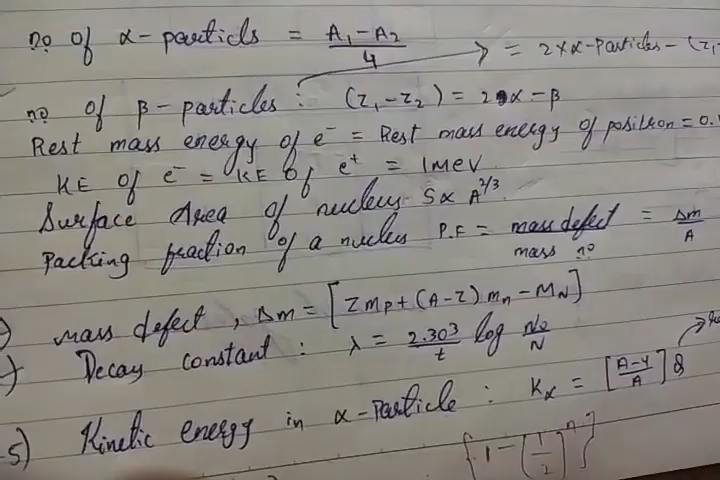 no of α-particls = A₁-A₂/4
= 2×α-Particles-(Z₁
no of β-particles : (Z₁-Z₂) = 2α-β
Rest mass energy of e⁻ = Rest mass energy of positron = 0.
KE of e⁻ = KE of e⁺ = 1mev
Surface Area of nucleus S∝ A^2/3
Packing fraction of a nucleus P.F = mass defect/mass no = Δm/A
mass defect, Δm = [Zmp+(A-Z)mn-MN]
Decay constant : λ = 2.303/t log No/N
5) Kinetic energy in α-Particle : Kα = [A-4/A]Q
{1-(1/2)^n}